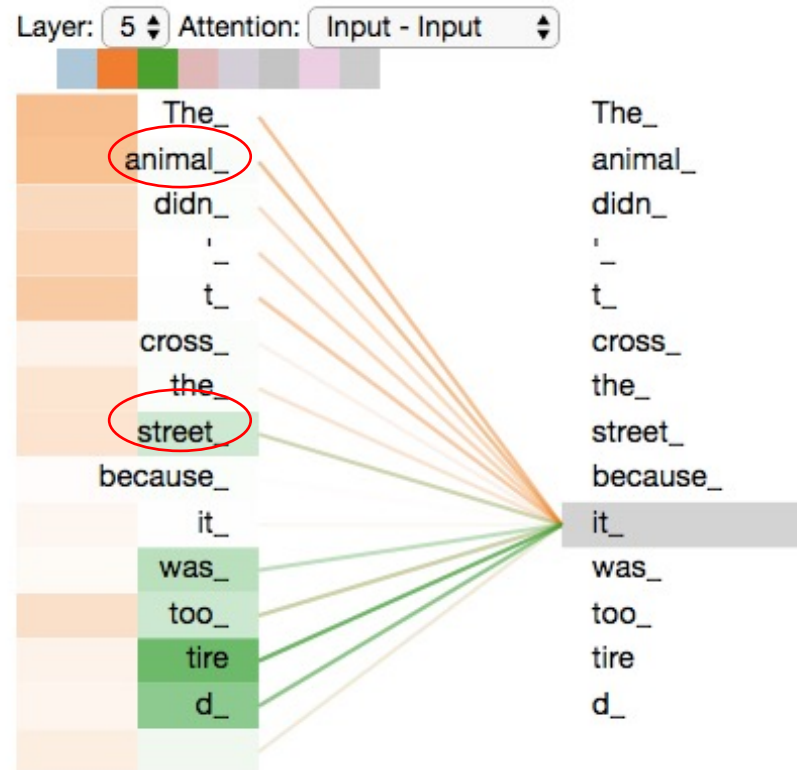 Layer: 5 Attention: Input - Input
The_ The_
animal_ animal_
didn_ didn_
'_ '_
t_ t_
cross_ cross_
the_ the_
street_ street_
because_ because_
it_ it_
was_ was_
too_ too_
tire tire
d_ d_